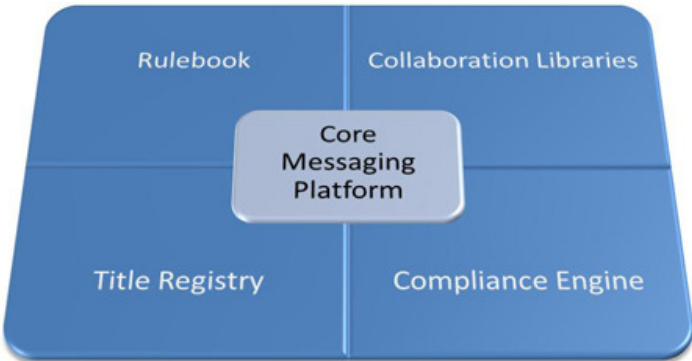 Rulebook
Collaboration Libraries
Core
Messaging
Platform
Title Registry
Compliance Engine